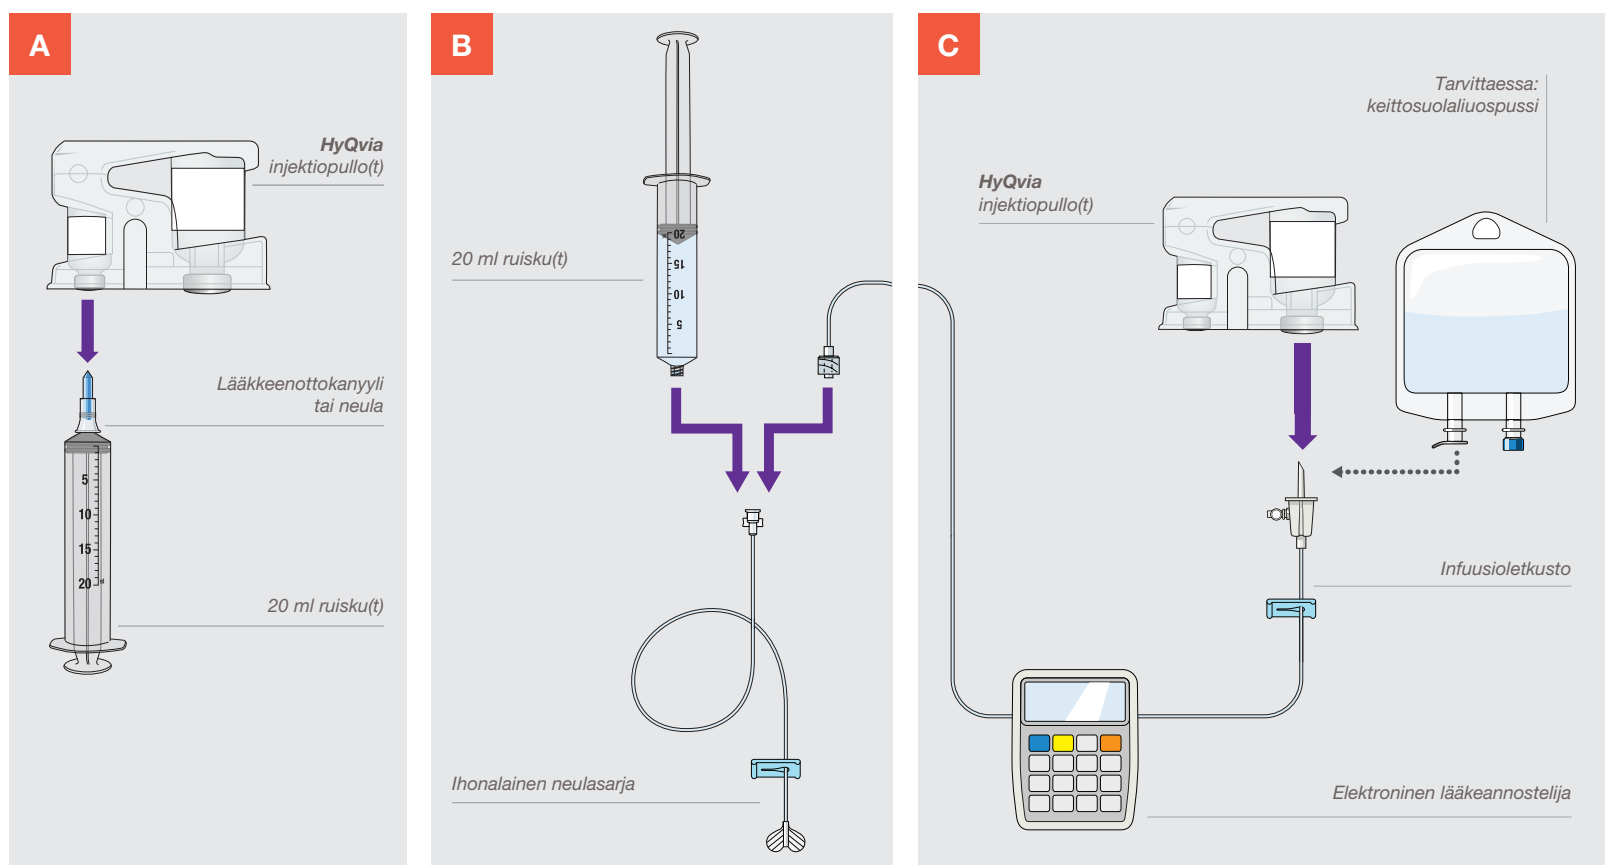 A
HyQvia
injektiopullo(t)
Lääkkeenottokanyyli
tai neula
5
10
15
20
20 ml ruisku(t)
B
20 ml ruisku(t)
20
15
10
5
Ihonalainen neulasarja
C
Tarvittaessa:
keittosuolaliuospussi
HyQvia
injektiopullo(t)
Infuusioletkusto
Elektroninen lääkeannostelija